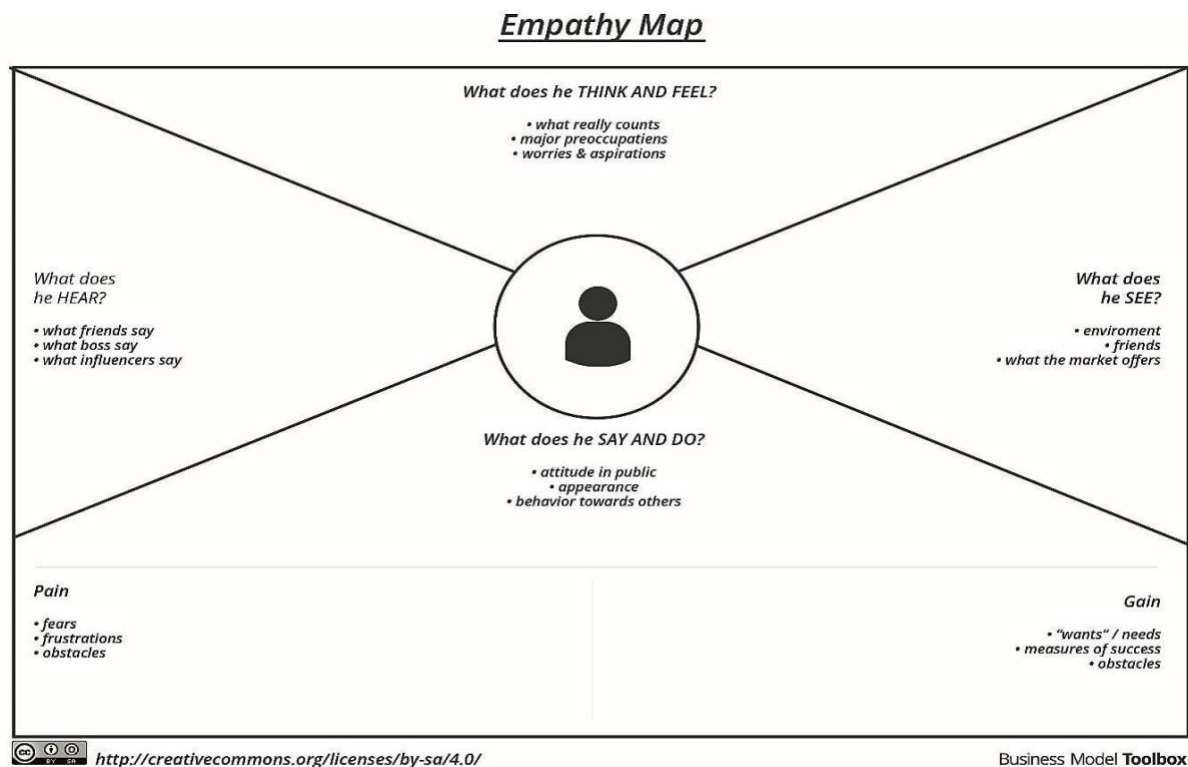 Empathy Map
What does he THINK AND FEEL?
• what really counts
• major preoccupatiens
• worries & aspirations
What does
he HEAR?
• what friends say
• what boss say
• what influencers say
What does
he SEE?
• enviroment
• friends
• what the market offers
What does he SAY AND DO?
• attitude in public
• appearance
• behavior towards others
Pain
• fears
• frustrations
• obstacles
Gain
• “wants“ / needs
• measures of success
• obstacles
cc BY SA
http://creativecommons.org/licenses/by-sa/4.0/
Business Model Toolbox